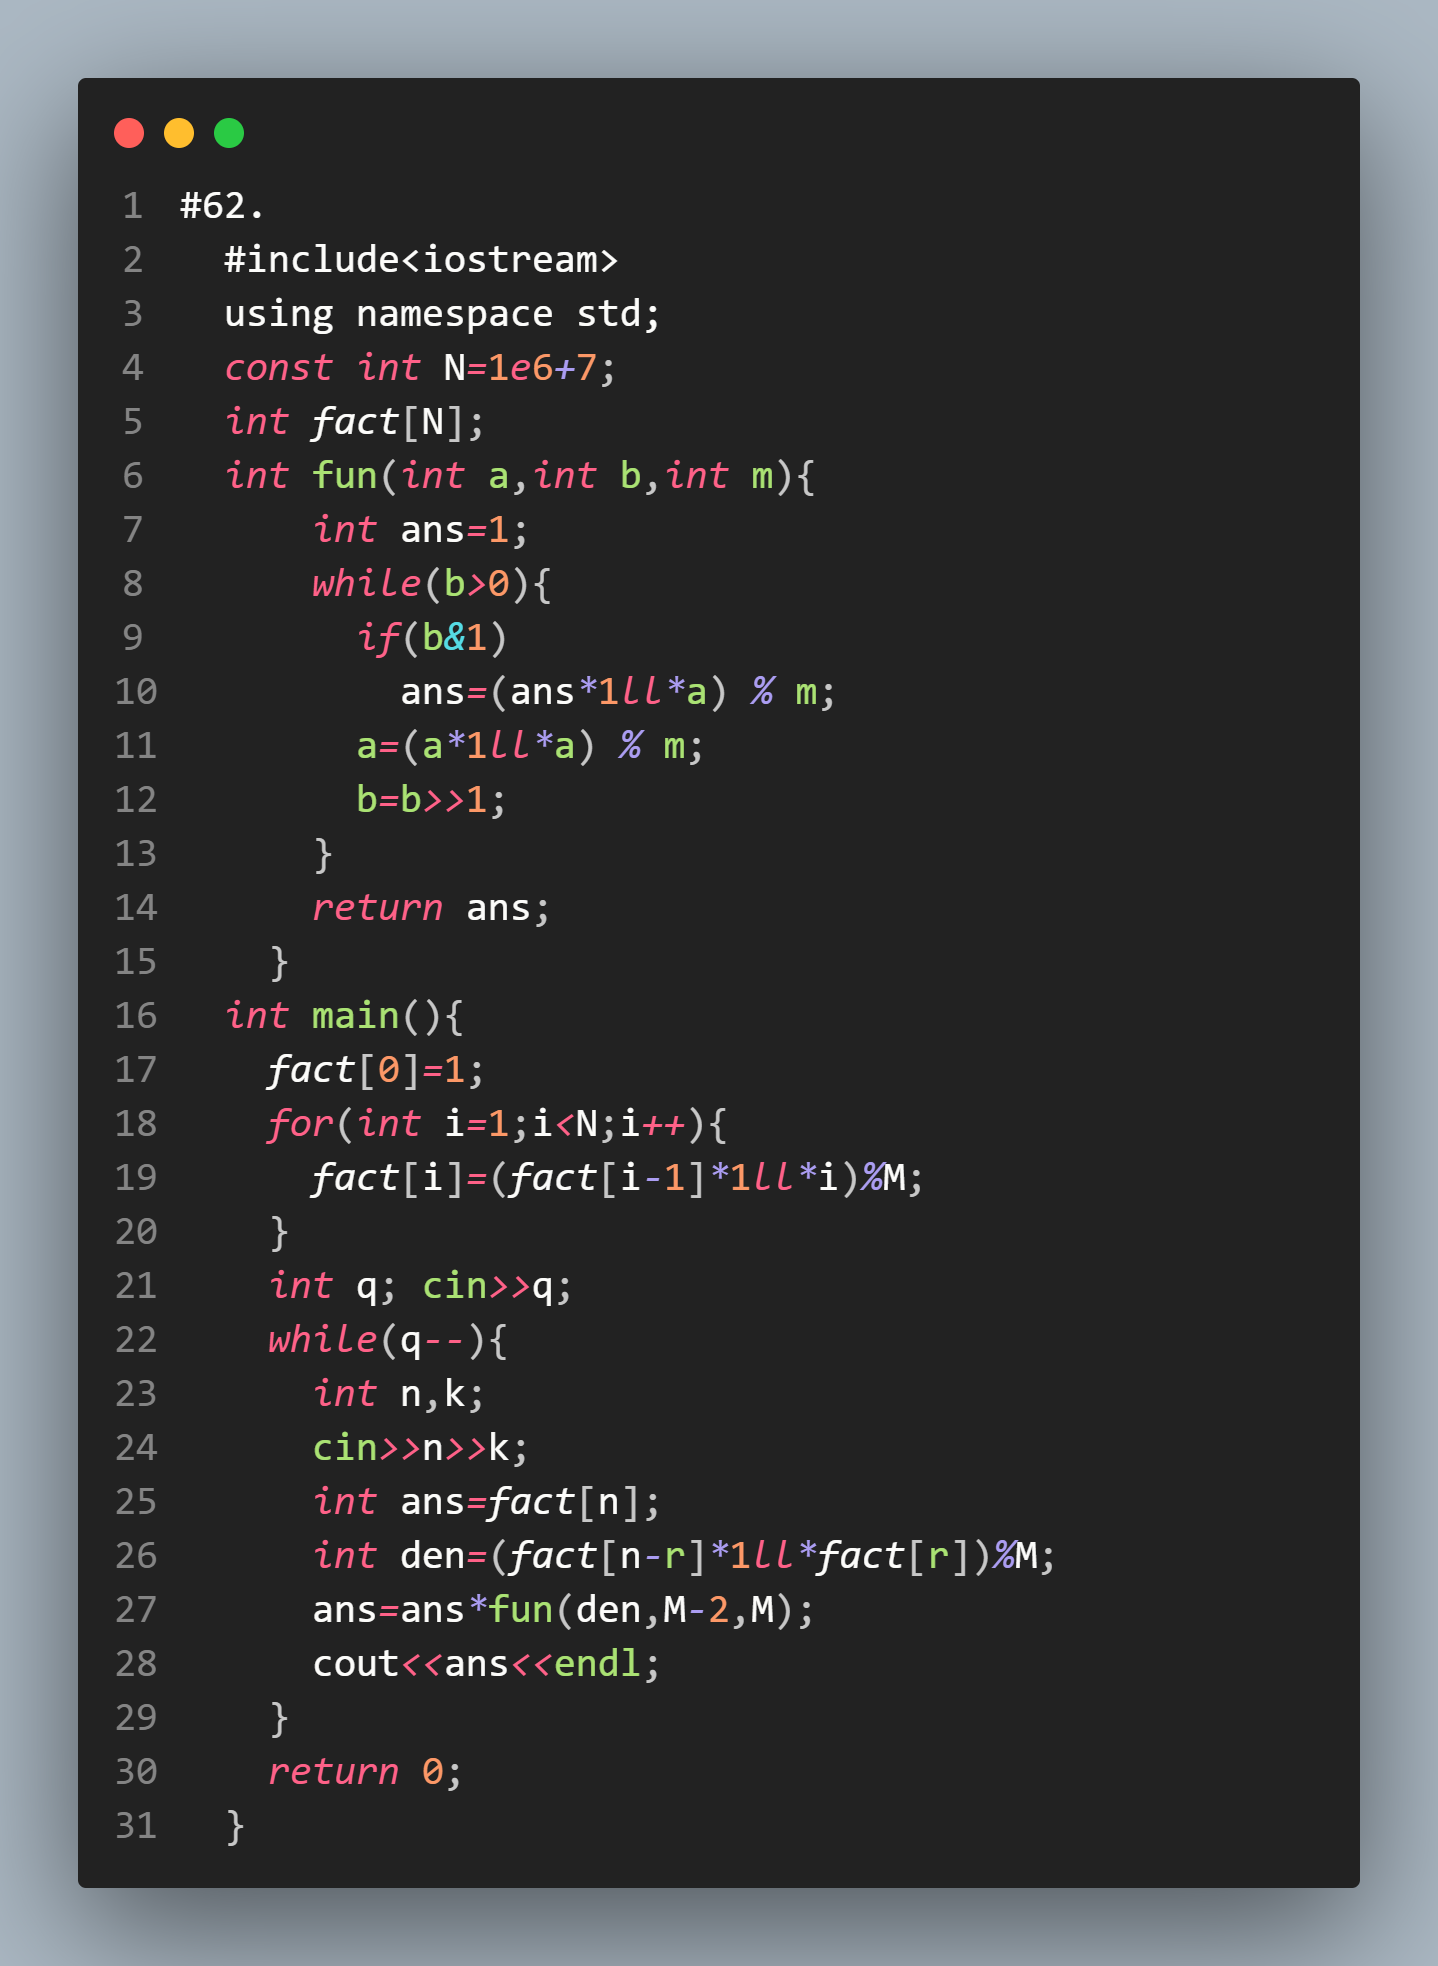 1 #62.
2   #include<iostream>
3   using namespace std;
4   const int N=1e6+7;
5   int fact[N];
6   int fun(int a,int b,int m){
7       int ans=1;
8       while(b>0){
9         if(b&1)
10           ans=(ans*1ll*a) % m;
11         a=(a*1ll*a) % m;
12         b=b>>1;
13       }
14       return ans;
15     }
16   int main(){
17     fact[0]=1;
18     for(int i=1;i<N;i++){
19       fact[i]=(fact[i-1]*1ll*i)%M;
20     }
21     int q; cin>>q;
22     while(q--){
23       int n,k;
24       cin>>n>>k;
25       int ans=fact[n];
26       int den=(fact[n-r]*1ll*fact[r])%M;
27       ans=ans*fun(den,M-2,M);
28       cout<<ans<<endl;
29     }
30     return 0;
31   }